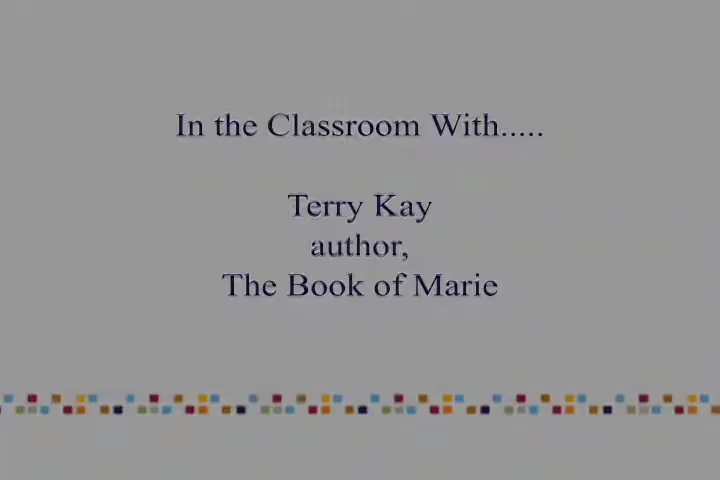 In the Classroom With.....
Terry Kay
author,
The Book of Marie